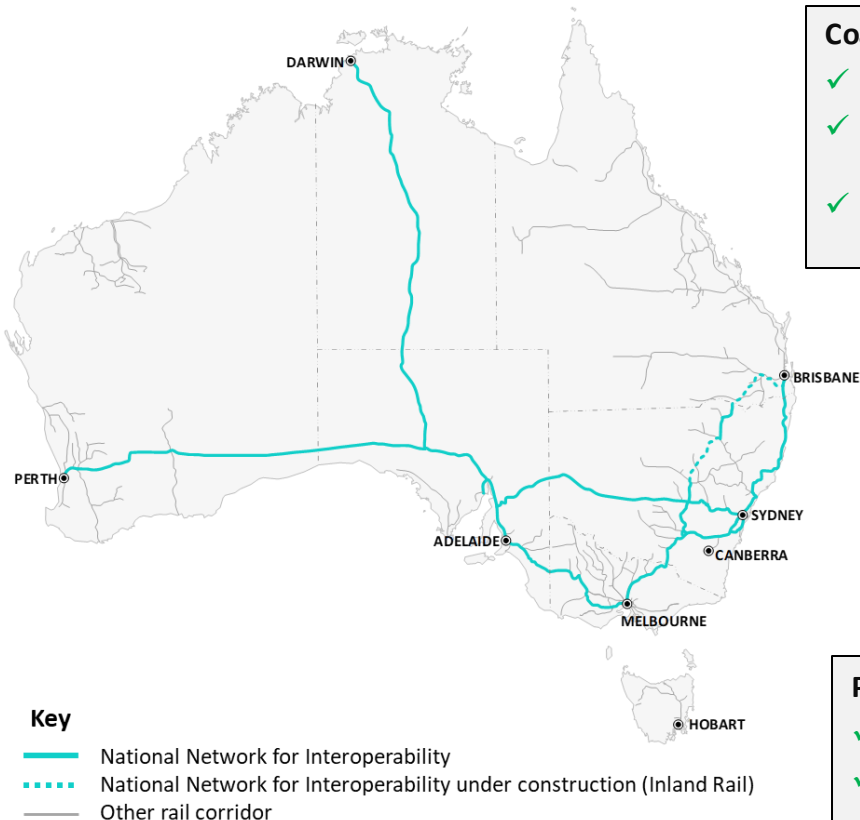 DARWIN
BRISBANE
PERTH
SYDNEY
ADELAIDE
CANBERRA
MELBOURNE
HOBART
Key
National Network for Interoperability
National Network for Interoperability under construction (Inland Rail)
Other rail corridor